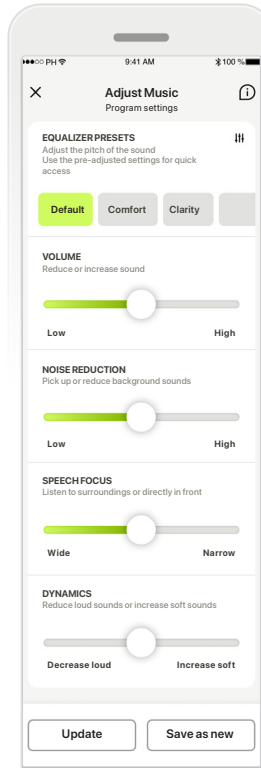 PH 9:41 AM 100 %
Adjust Music
Program settings
EQUALIZER PRESETS
Adjust the pitch of the sound
Use the pre-adjusted settings for quick
access
Default Comfort Clarity
VOLUME
Reduce or increase sound
Low High
NOISE REDUCTION
Pick up or reduce background sounds
Low High
SPEECH FOCUS
Listen to surroundings or directly in front
Wide Narrow
DYNAMICS
Reduce loud sounds or increase soft sounds
Decrease loud Increase soft
Update Save as new